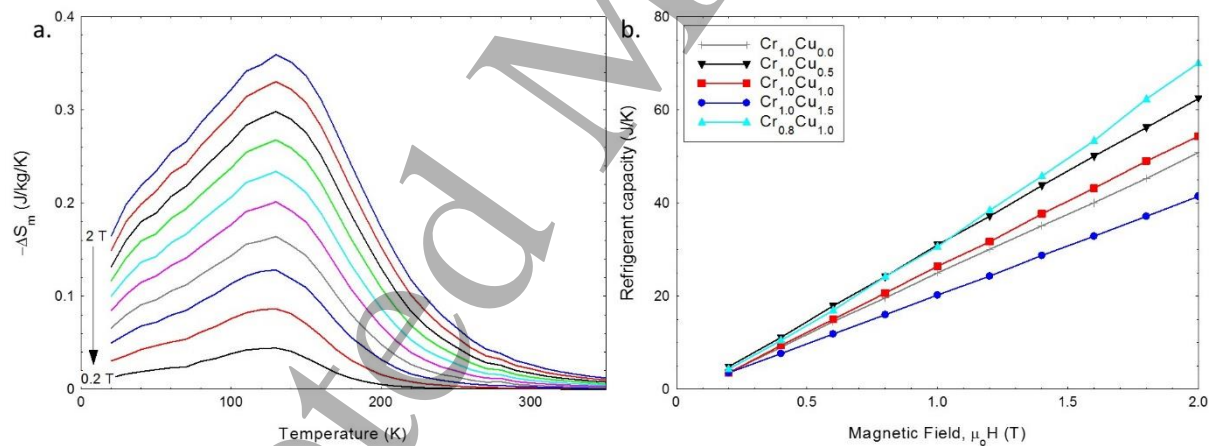 a.
0.4
0.3
0.2
0.1
0
−ΔSm (J/kg/K)
2 T
0.2 T
0
100
200
300
Temperature (K)
b.
80
60
40
20
0
Refrigerant capacity (J/K)
Cr1.0Cu0.0
Cr1.0Cu0.5
Cr1.0Cu1.0
Cr1.0Cu1.5
Cr0.8Cu1.0
0
0.5
1.0
1.5
2.0
Magnetic Field, μoH (T)
ted M